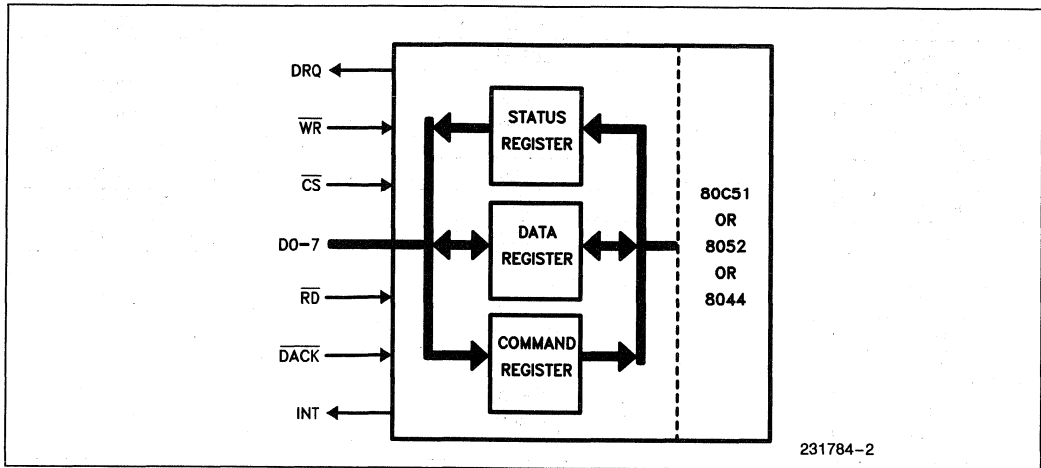 DRQ
WR
CS
DO-7
RD
DACK
INT
STATUS
REGISTER
DATA
REGISTER
COMMAND
REGISTER
80C51
OR
8052
OR
8044
231784-2